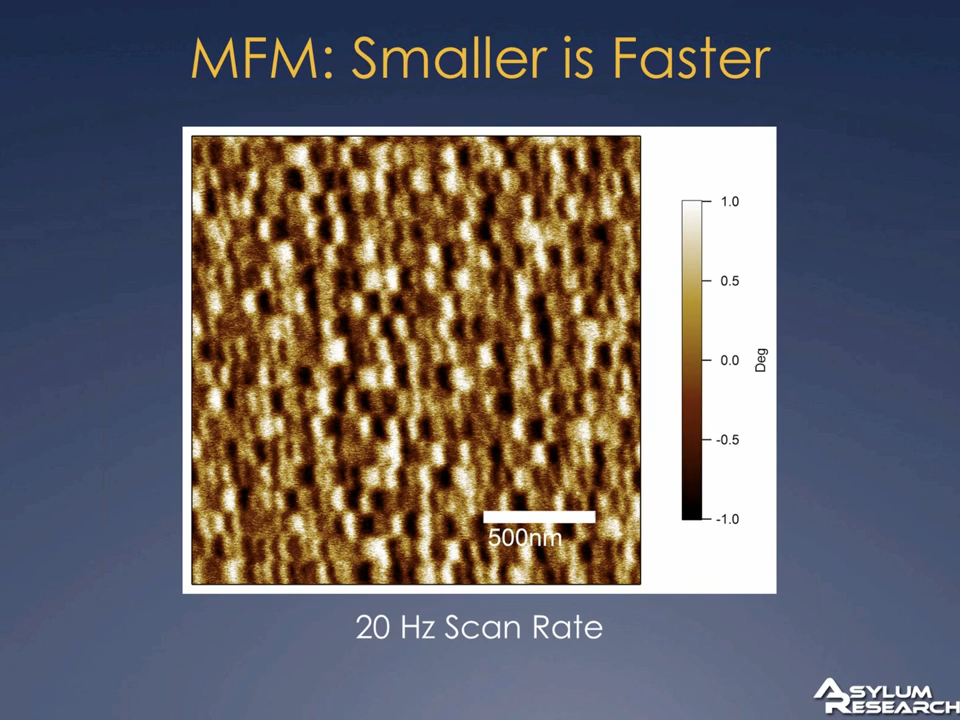 MFM: Smaller is Faster
1.0
0.5
0.0
-0.5
-1.0
Deg
500nm
20 Hz Scan Rate
ASYLUM
RESEARCH